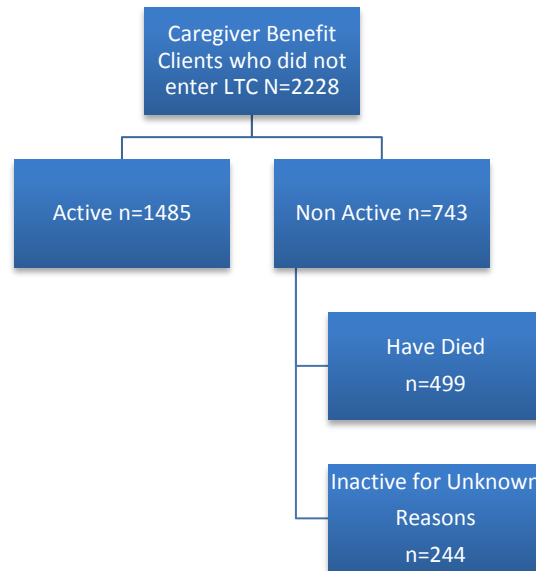 Caregiver Benefit
Clients who did not
enter LTC N=2228
Active n=1485
Non Active n=743
Have Died
n=499
Inactive for Unknown
Reasons
n=244